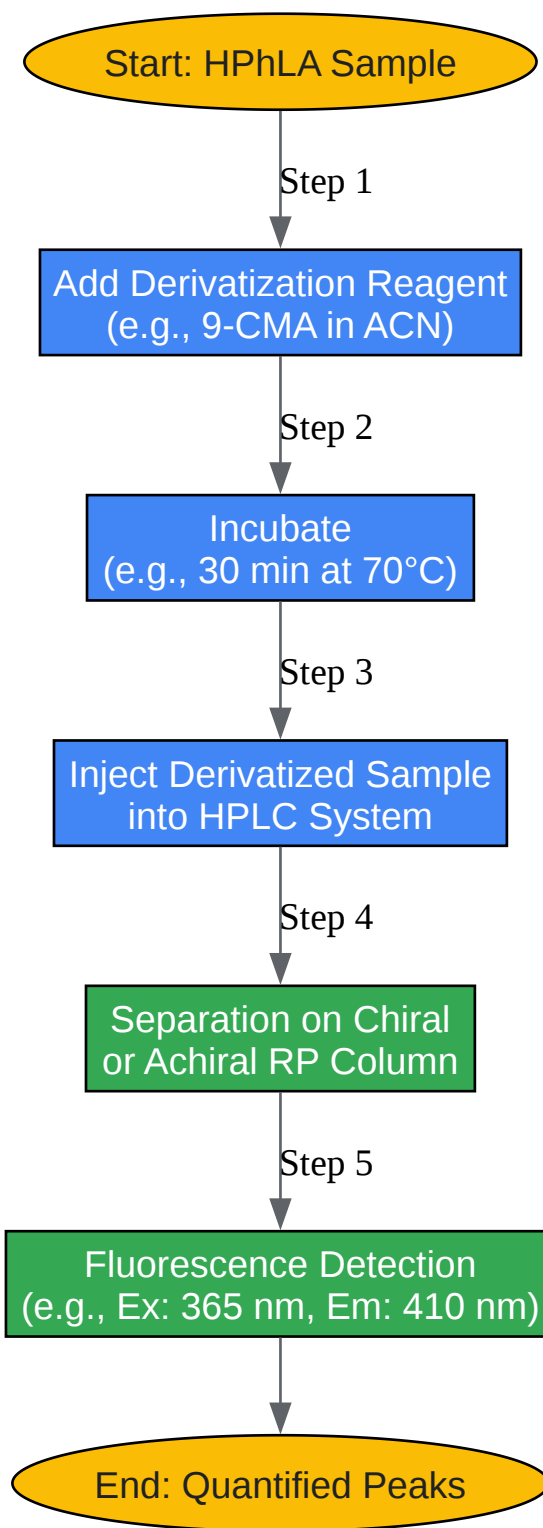 Start: HPhLA Sample
Step 1
Add Derivatization Reagent
(e.g., 9-CMA in ACN)
Step 2
Incubate
(e.g., 30 min at 70°C)
Step 3
Inject Derivatized Sample
into HPLC System
Step 4
Separation on Chiral
or Achiral RP Column
Step 5
Fluorescence Detection
(e.g., Ex: 365 nm, Em: 410 nm)
End: Quantified Peaks